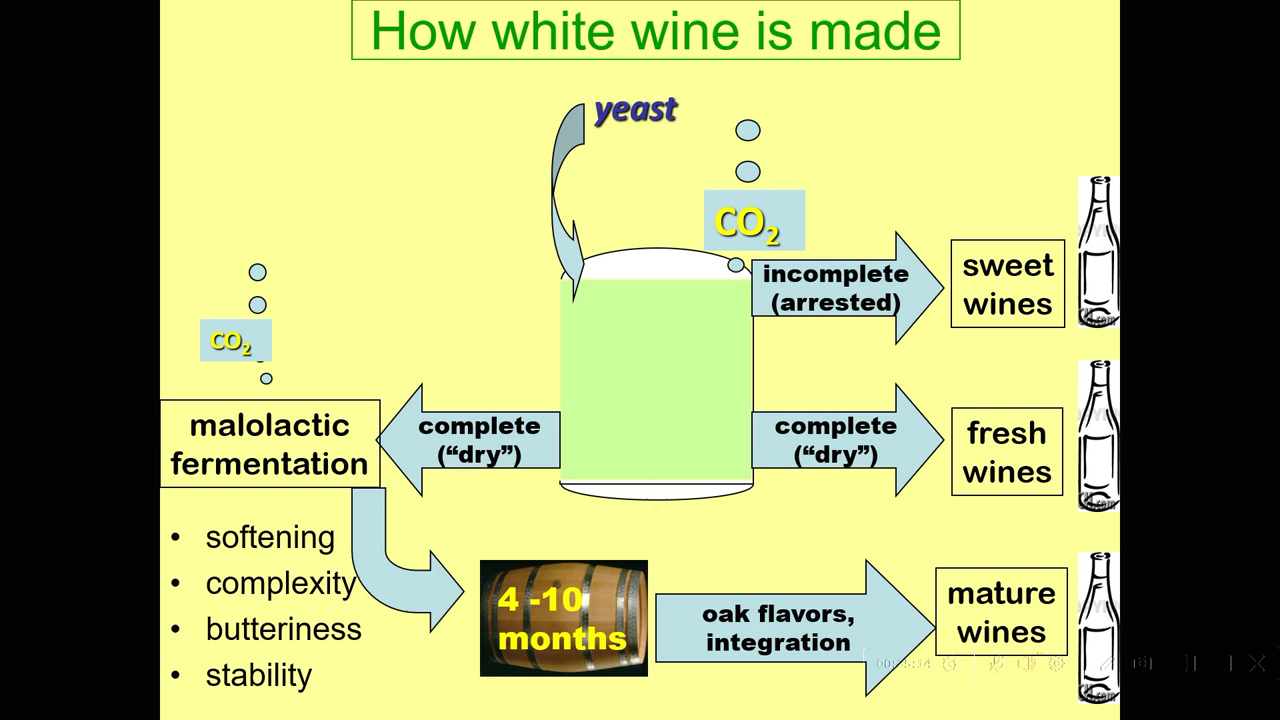 How white wine is made
yeast
CO2
incomplete
(arrested)
sweet
wines
CO2
malolactic
fermentation
complete
(“dry”)
complete
(“dry”)
fresh
wines
• softening
• complexity
• butteriness
• stability
4 -10
months
oak flavors,
integration
mature
wines